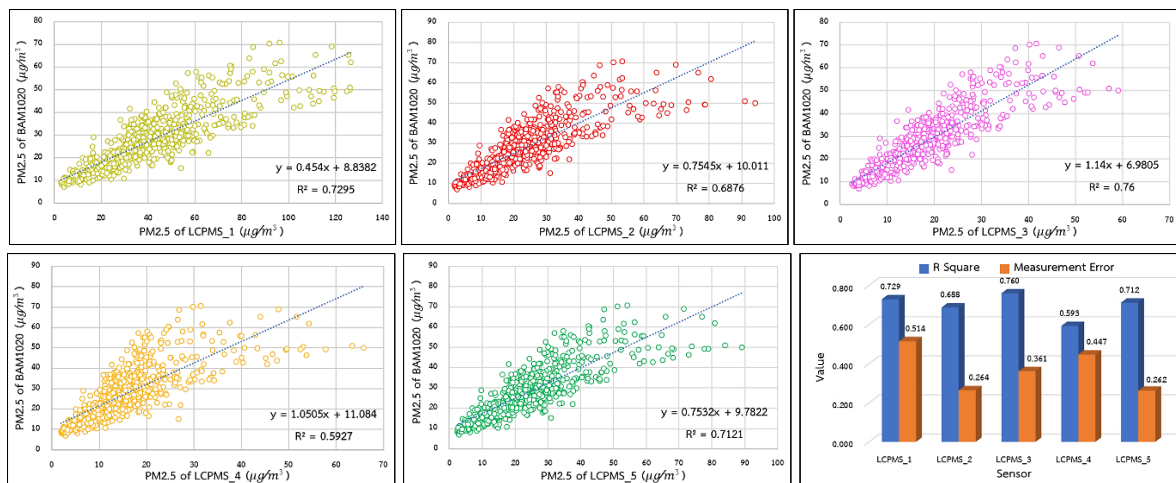 80
70
60
50
40
30
20
10
0
PM2.5 of BAM1020 (μg/m³)
y = 0.454x + 8.8382
R² = 0.7295
0 20 40 60 80 100 120 140
PM2.5 of LCPMS_1 (μg/m³)
90
80
70
60
50
40
30
20
10
0
PM2.5 of BAM1020 (μg/m³)
y = 0.7545x + 10.011
R² = 0.6876
0 10 20 30 40 50 60 70 80 90 100
PM2.5 of LCPMS_2 (μg/m³)
80
70
60
50
40
30
20
10
0
PM2.5 of BAM1020 (μg/m³)
y = 1.14x + 6.9805
R² = 0.76
0 10 20 30 40 50 60 70
PM2.5 of LCPMS_3 (μg/m³)
90
80
70
60
50
40
30
20
10
0
PM2.5 of BAM1020 (μg/m³)
y = 1.0505x + 11.084
R² = 0.5927
0 10 20 30 40 50 60 70
PM2.5 of LCPMS_4 (μg/m³)
90
80
70
60
50
40
30
20
10
0
PM2.5 of BAM1020 (μg/m³)
y = 0.7532x + 9.7822
R² = 0.7121
0 10 20 30 40 50 60 70 80 90 100
PM2.5 of LCPMS_5 (μg/m³)
R Square Measurement Error
0.800
0.600
0.400
0.200
0.000
Value
0.729 0.688 0.760 0.593 0.712
0.514 0.264 0.361 0.447 0.262
LCPMS_1 LCPMS_2 LCPMS_3 LCPMS_4 LCPMS_5
Sensor